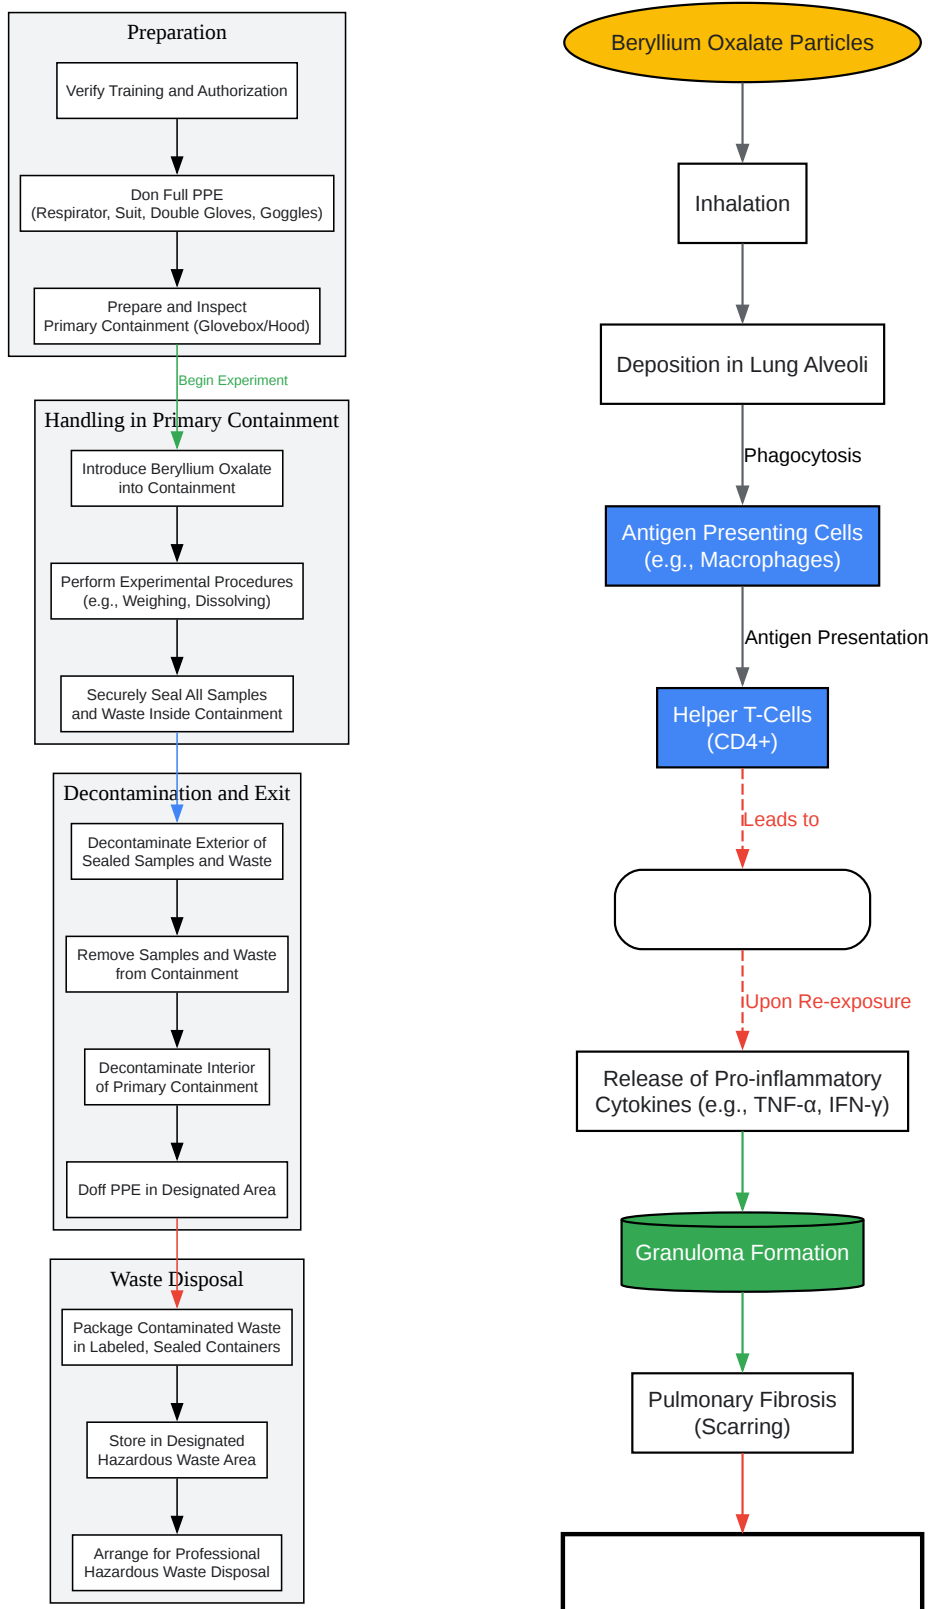 Preparation
Verify Training and Authorization
Don Full PPE
(Respirator, Suit, Double Gloves, Goggles)
Prepare and Inspect
Primary Containment (Glovebox/Hood)
Begin Experiment
Handling in Primary Containment
Introduce Beryllium Oxalate
into Containment
Perform Experimental Procedures
(e.g., Weighing, Dissolving)
Securely Seal All Samples
and Waste Inside Containment
Decontamination and Exit
Decontaminate Exterior of
Sealed Samples and Waste
Remove Samples and Waste
from Containment
Decontaminate Interior
of Primary Containment
Doff PPE in Designated Area
Waste Disposal
Package Contaminated Waste
in Labeled, Sealed Containers
Store in Designated
Hazardous Waste Area
Arrange for Professional
Hazardous Waste Disposal
Beryllium Oxalate Particles
Inhalation
Deposition in Lung Alveoli
Phagocytosis
Antigen Presenting Cells
(e.g., Macrophages)
Antigen Presentation
Helper T-Cells
(CD4+)
Leads to
Upon Re-exposure
Release of Pro-inflammatory
Cytokines (e.g., TNF-α, IFN-γ)
Granuloma Formation
Pulmonary Fibrosis
(Scarring)